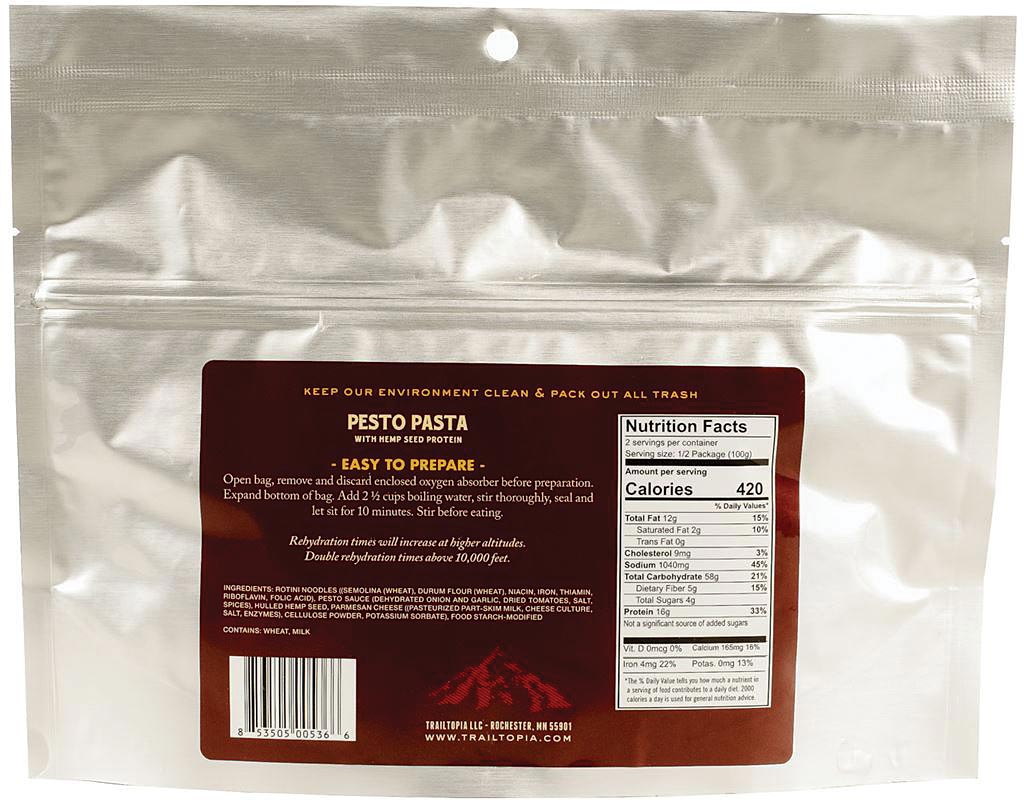 KEEP OUR ENVIRONMENT CLEAN & PACK OUT ALL TRASH
PESTO PASTA
WITH HEMP SEED PROTEIN
- EASY TO PREPARE -
Open bag, remove and discard enclosed oxygen absorber before preparation.
Expand bottom of bag. Add 2 ½ cups boiling water, stir thoroughly, seal and
let sit for 10 minutes. Stir before eating.
Rehydration times will increase at higher altitudes.
Double rehydration times above 10,000 feet.
INGREDIENTS: ROTINI NOODLES ((SEMOLINA (WHEAT), DURUM FLOUR (WHEAT), NIACIN, IRON, THIAMIN,
RIBOFLAVIN, FOLIC ACID), PESTO SAUCE (DEHYDRATED ONION AND GARLIC, DRIED TOMATOES, SALT,
SPICES), HULLED HEMP SEED, PARMESAN CHEESE ((PASTEURIZED PART-SKIM MILK, CHEESE CULTURE,
SALT, ENZYMES), CELLULOSE POWDER, POTASSIUM SORBATE), FOOD STARCH-MODIFIED
CONTAINS: WHEAT, MILK
8 53505 00536 6
TRAILTOPIA LLC - ROCHESTER, MN 55901
WWW.TRAILTOPIA.COM
Nutrition Facts
2 servings per container
Serving size: 1/2 Package (100g)
Amount per serving
Calories 420
% Daily Values*
Total Fat 12g 15%
Saturated Fat 2g 10%
Trans Fat 0g
Cholesterol 9mg 3%
Sodium 1040mg 45%
Total Carbohydrate 58g 21%
Dietary Fiber 5g 15%
Total Sugars 4g
Protein 16g 33%
Not a significant source of added sugars
Vit. D 0mcg 0% Calcium 165mg 16%
Iron 4mg 22% Potas. 0mg 13%
*The % Daily Value tells you how much a nutrient in
a serving of food contributes to a daily diet. 2000
calories a day is used for general nutrition advice.